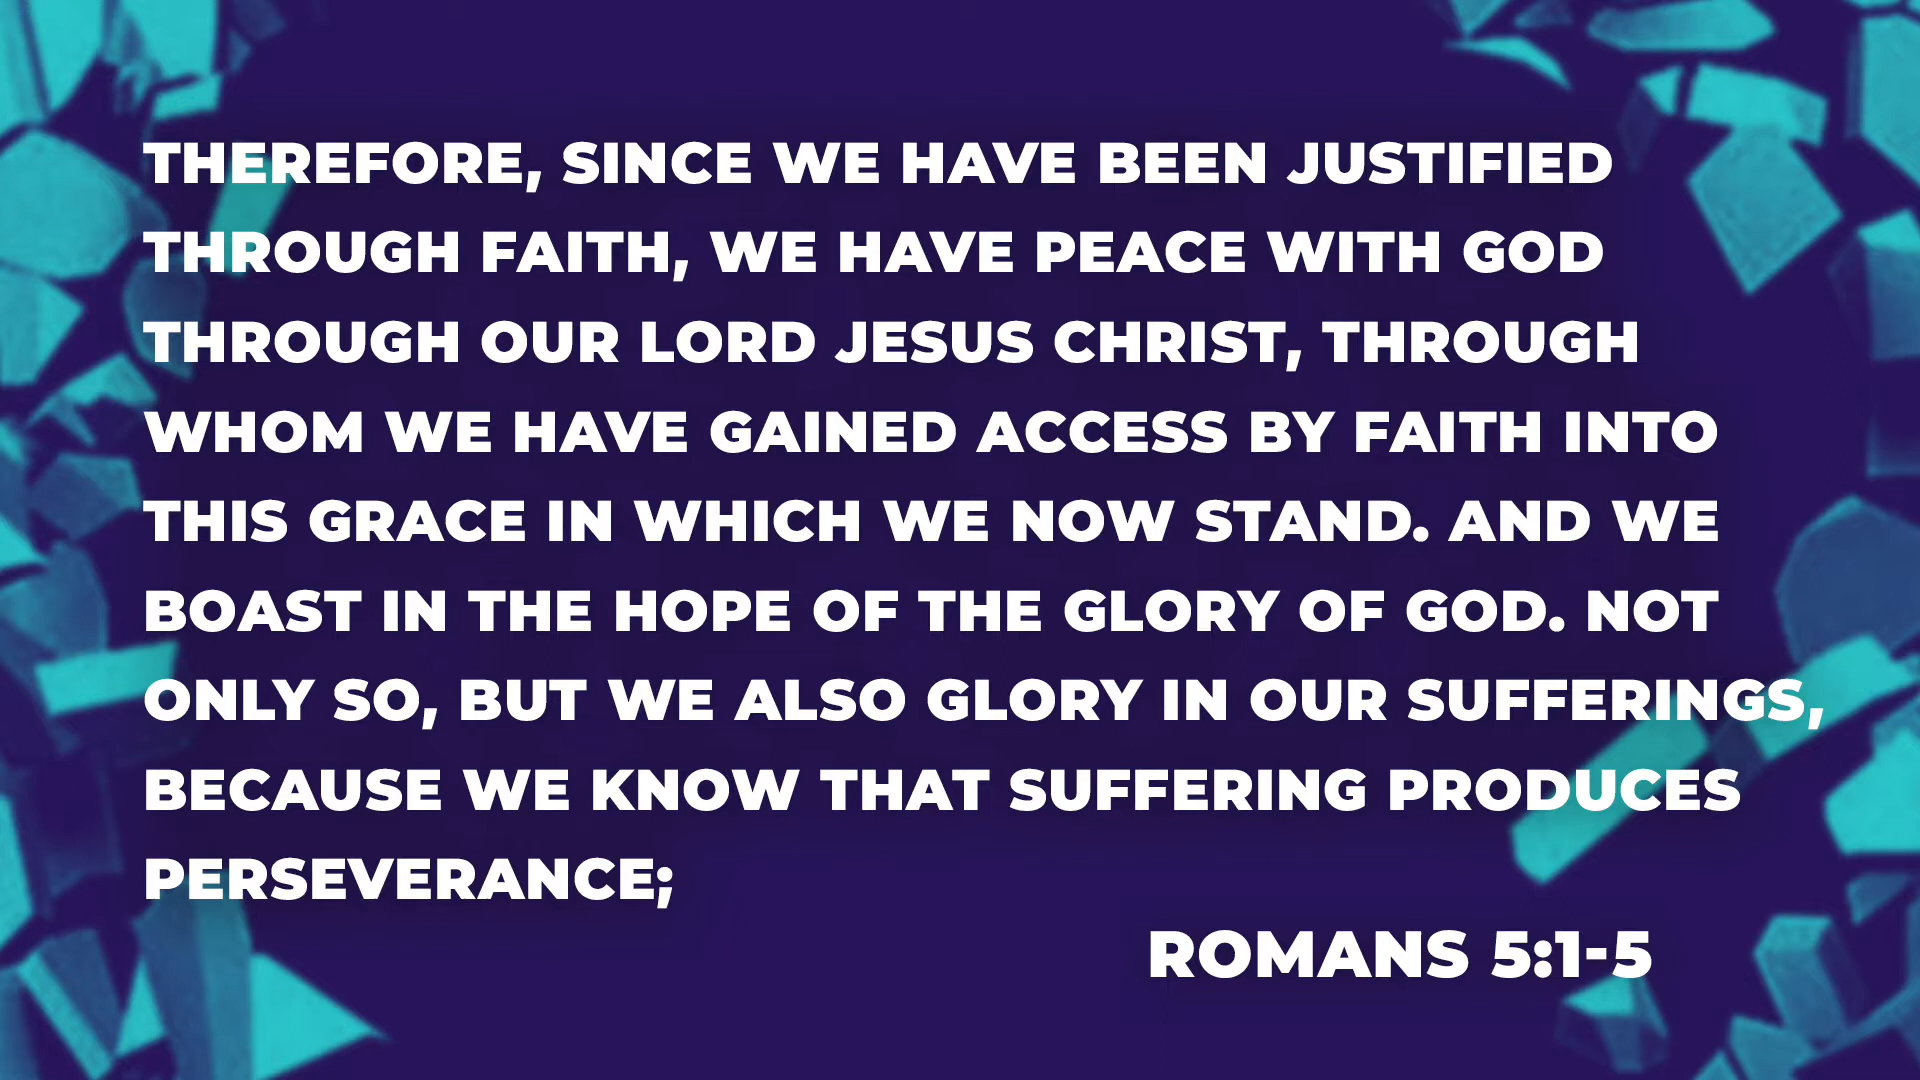 THEREFORE, SINCE WE HAVE BEEN JUSTIFIED
THROUGH FAITH, WE HAVE PEACE WITH GOD
THROUGH OUR LORD JESUS CHRIST, THROUGH
WHOM WE HAVE GAINED ACCESS BY FAITH INTO
THIS GRACE IN WHICH WE NOW STAND. AND WE
BOAST IN THE HOPE OF THE GLORY OF GOD. NOT
ONLY SO, BUT WE ALSO GLORY IN OUR SUFFERINGS,
BECAUSE WE KNOW THAT SUFFERING PRODUCES
PERSEVERANCE;
ROMANS 5:1-5